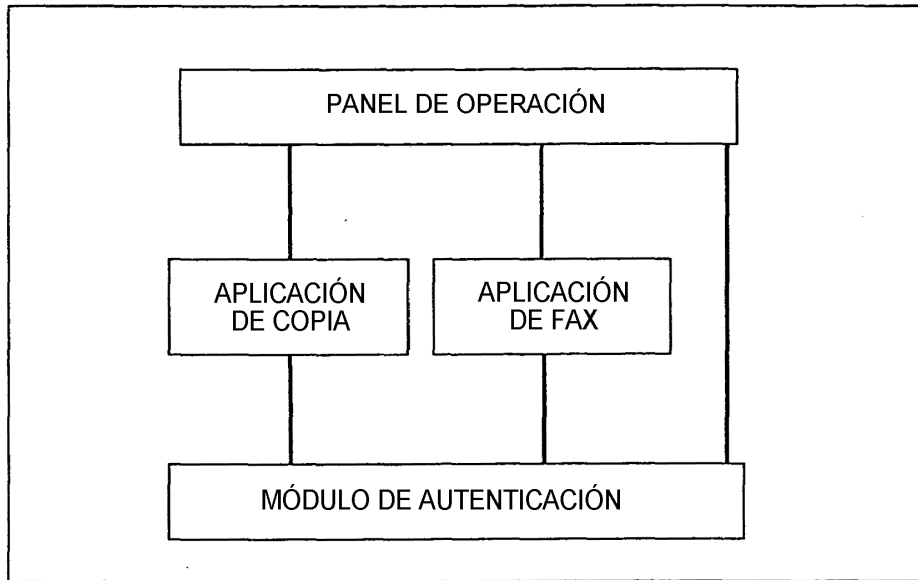 PANEL DE OPERACIÓN
APLICACIÓN
DE COPIA
APLICACIÓN
DE FAX
MÓDULO DE AUTENTICACIÓN